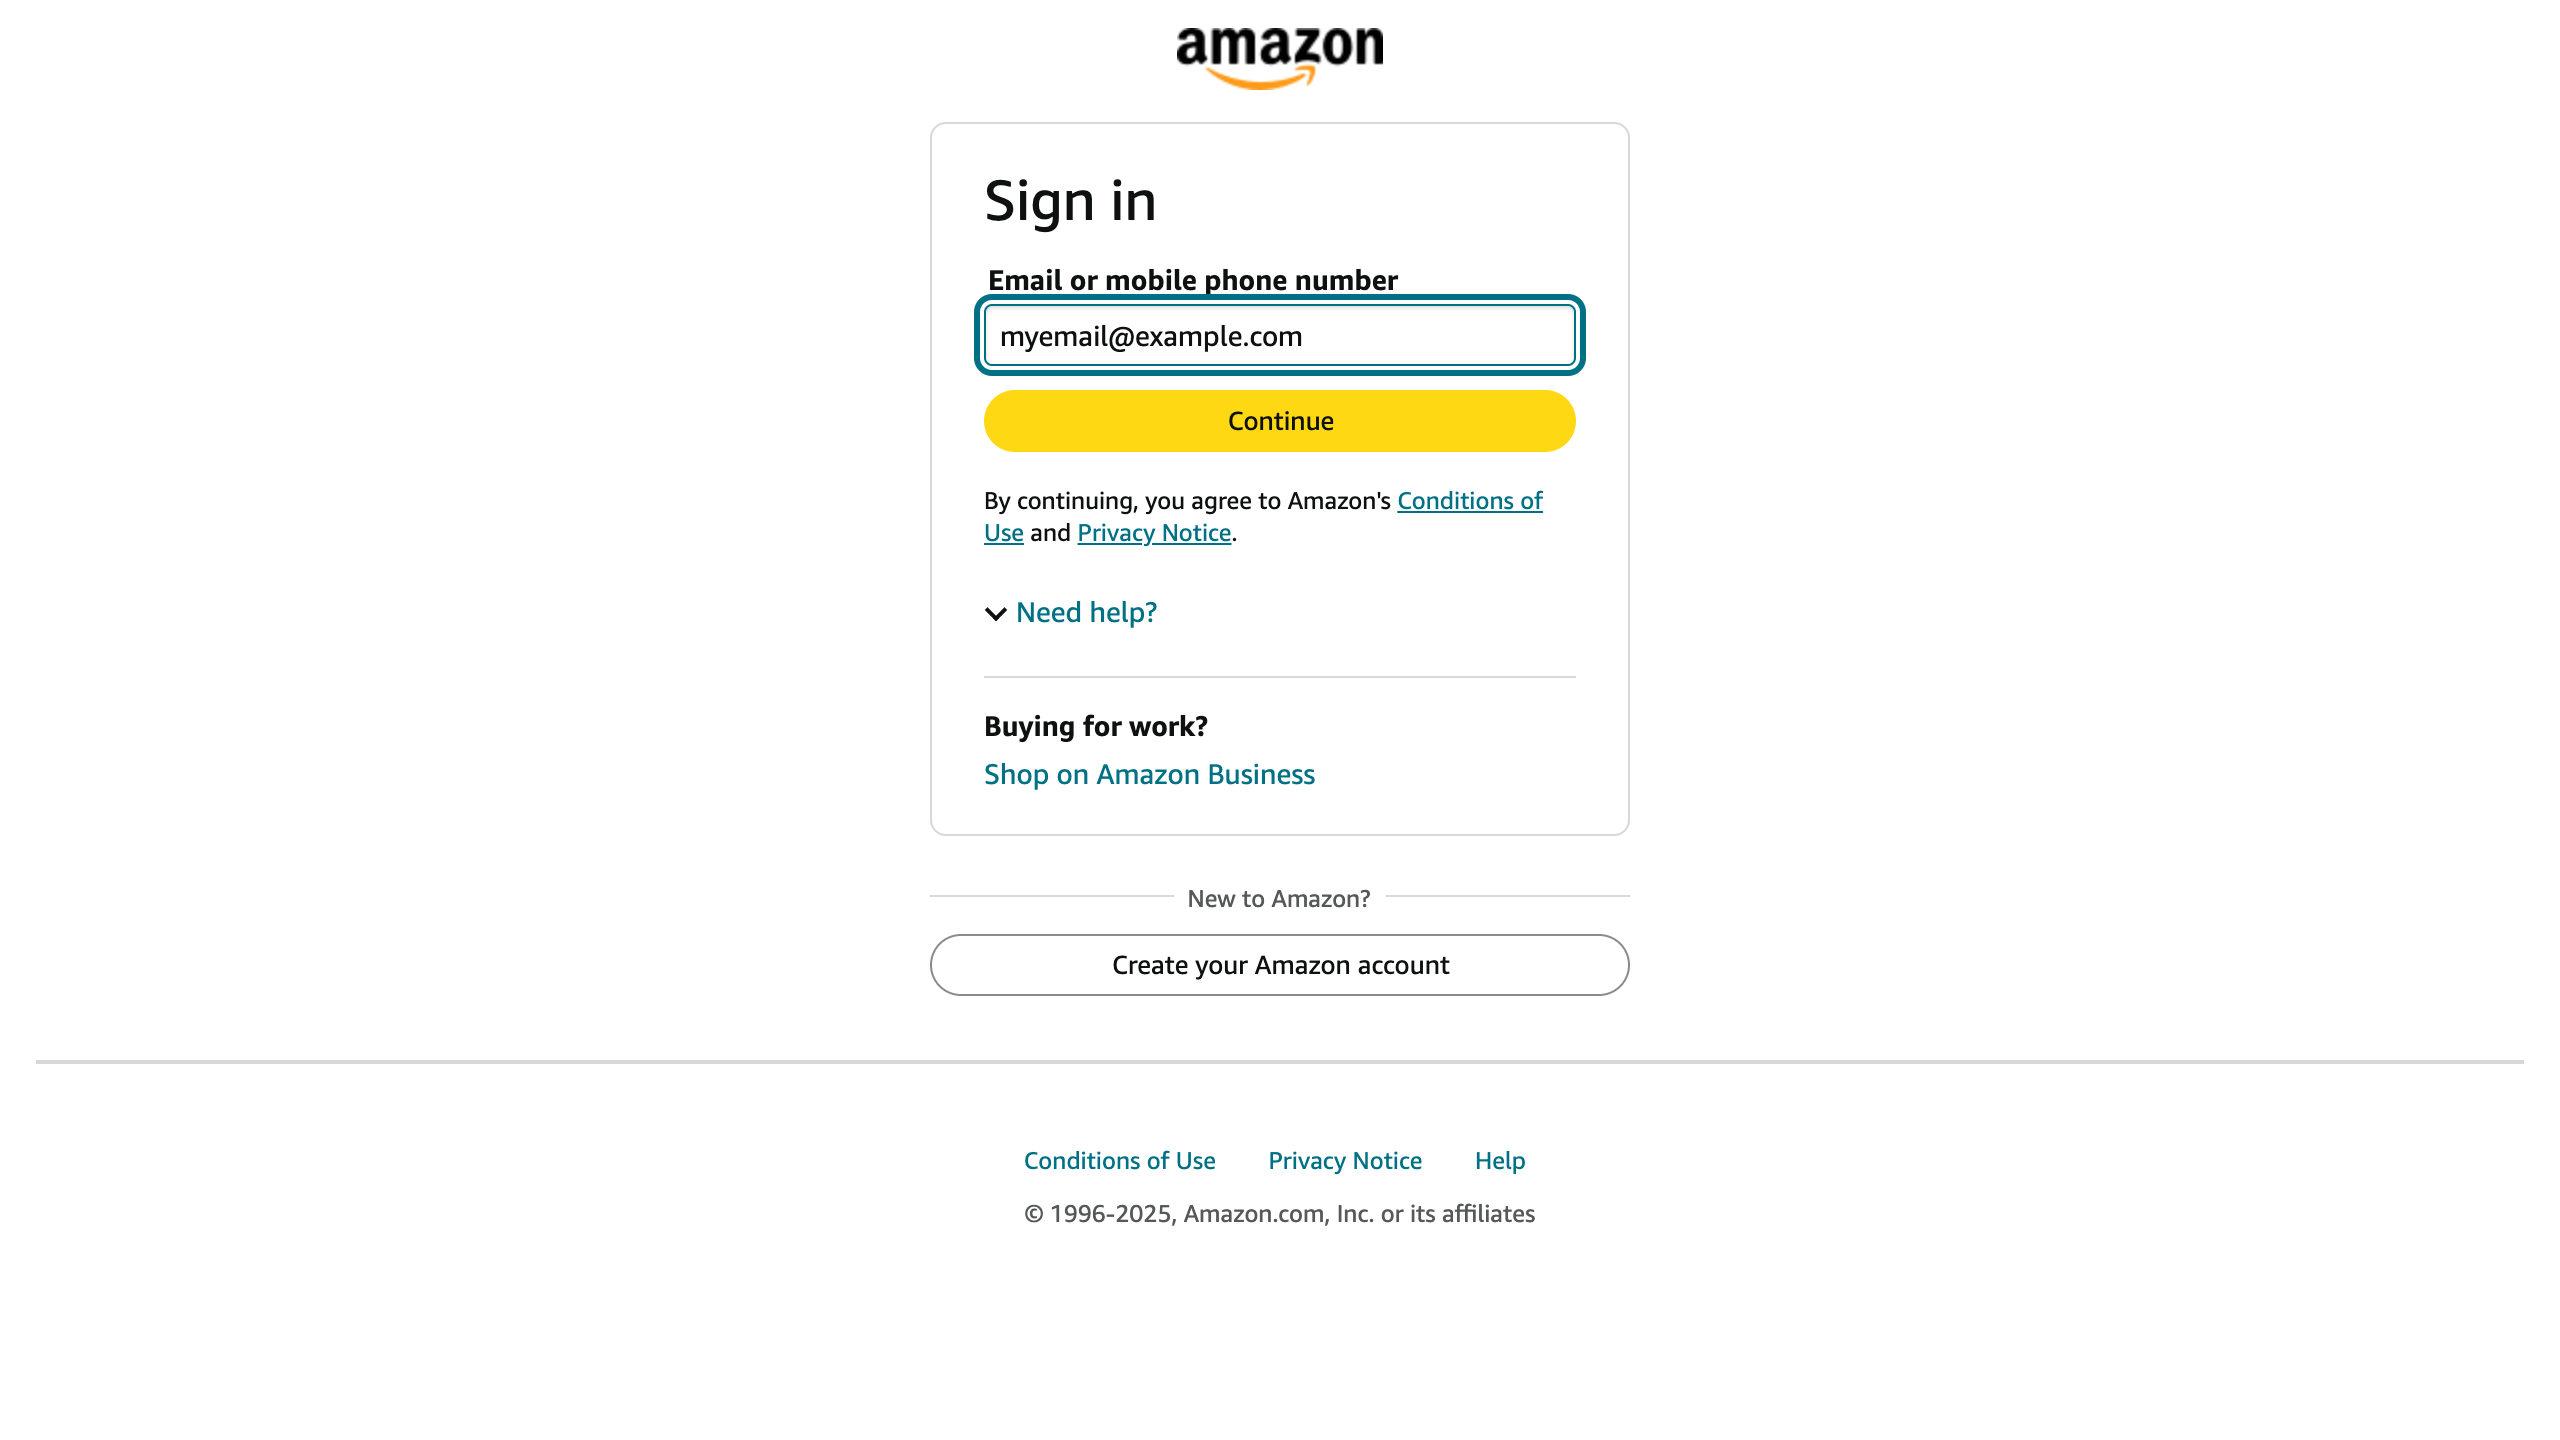 amazon
Sign in
Email or mobile phone number
myemail@example.com
Continue
By continuing, you agree to Amazon's Conditions of
Use and Privacy Notice.
Need help?
Buying for work?
Shop on Amazon Business
New to Amazon?
Create your Amazon account
Conditions of Use Privacy Notice Help
© 1996-2025, Amazon.com, Inc. or its affiliates